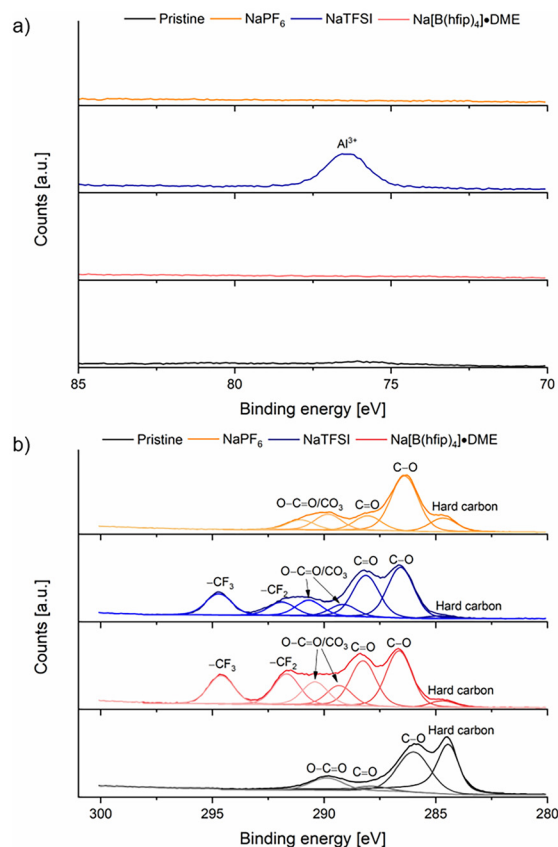 a)
Pristine NaPF₆ NaTFSI Na[B(hfip)₄]•DME
Al³⁺
Counts [a.u.]
85 80 75 70
Binding energy [eV]
b)
Pristine NaPF₆ NaTFSI Na[B(hfip)₄]•DME
C–O
O–C=O/CO₃ C=O Hard carbon
O–C=O/CO₃ C=O C–O
–CF₃ –CF₂ Hard carbon
O–C=O/CO₃ C=O C–O
–CF₃ –CF₂ Hard carbon
Hard carbon
C–O
O–C=O C=O
Counts [a.u.]
300 295 290 285 280
Binding energy [eV]